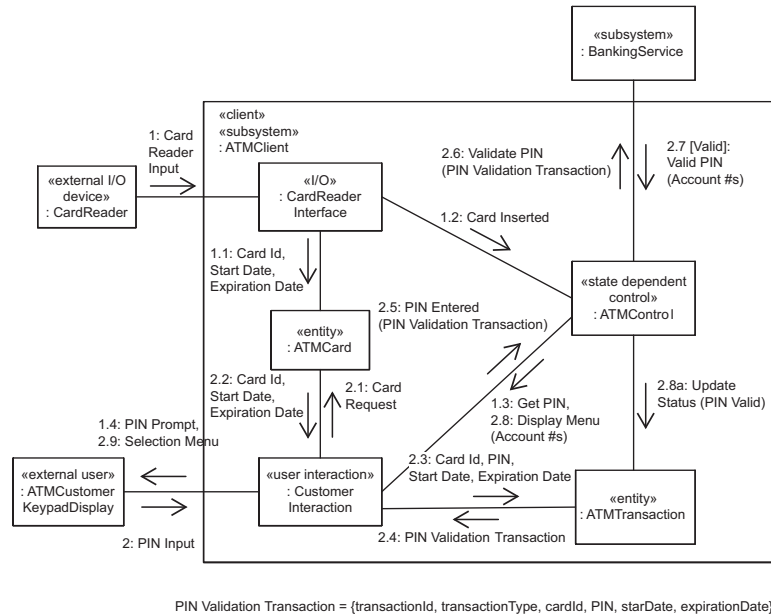 «subsystem»
: BankingService
«client»
«subsystem»
: ATMClient
1: Card
Reader
Input
2.6: Validate PIN
(PIN Validation Transaction)
2.7 [Valid]:
Valid PIN
(Account #s)
«external I/O
device»
: CardReader
«I/O»
: CardReader
Interface
1.2: Card Inserted
1.1: Card Id,
Start Date,
Expiration Date
«state dependent
control»
: ATMControl
2.5: PIN Entered
(PIN Validation Transaction)
«entity»
: ATMCard
2.2: Card Id,
Start Date,
Expiration Date
2.1: Card
Request
1.3: Get PIN,
2.8: Display Menu
(Account #s)
2.8a: Update
Status (PIN Valid)
1.4: PIN Prompt,
2.9: Selection Menu
2.3: Card Id, PIN,
Start Date, Expiration Date
«external user»
: ATMCustomer
KeypadDisplay
«user interaction»
: Customer
Interaction
«entity»
: ATMTransaction
2: PIN Input
2.4: PIN Validation Transaction
PIN Validation Transaction = {transactionId, transactionType, cardId, PIN, starDate, expirationDate}